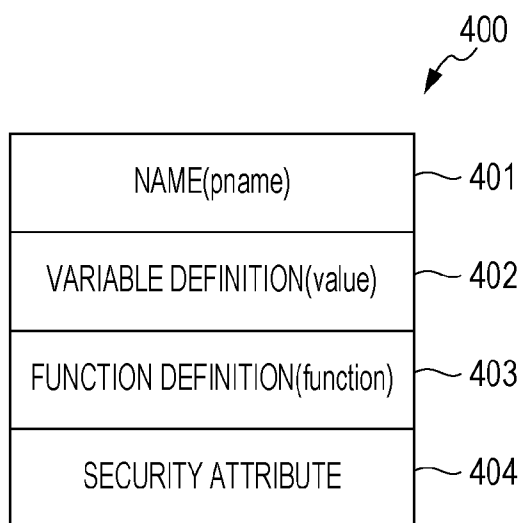 400
NAME(pname) 401
VARIABLE DEFINITION(value) 402
FUNCTION DEFINITION(function) 403
SECURITY ATTRIBUTE 404